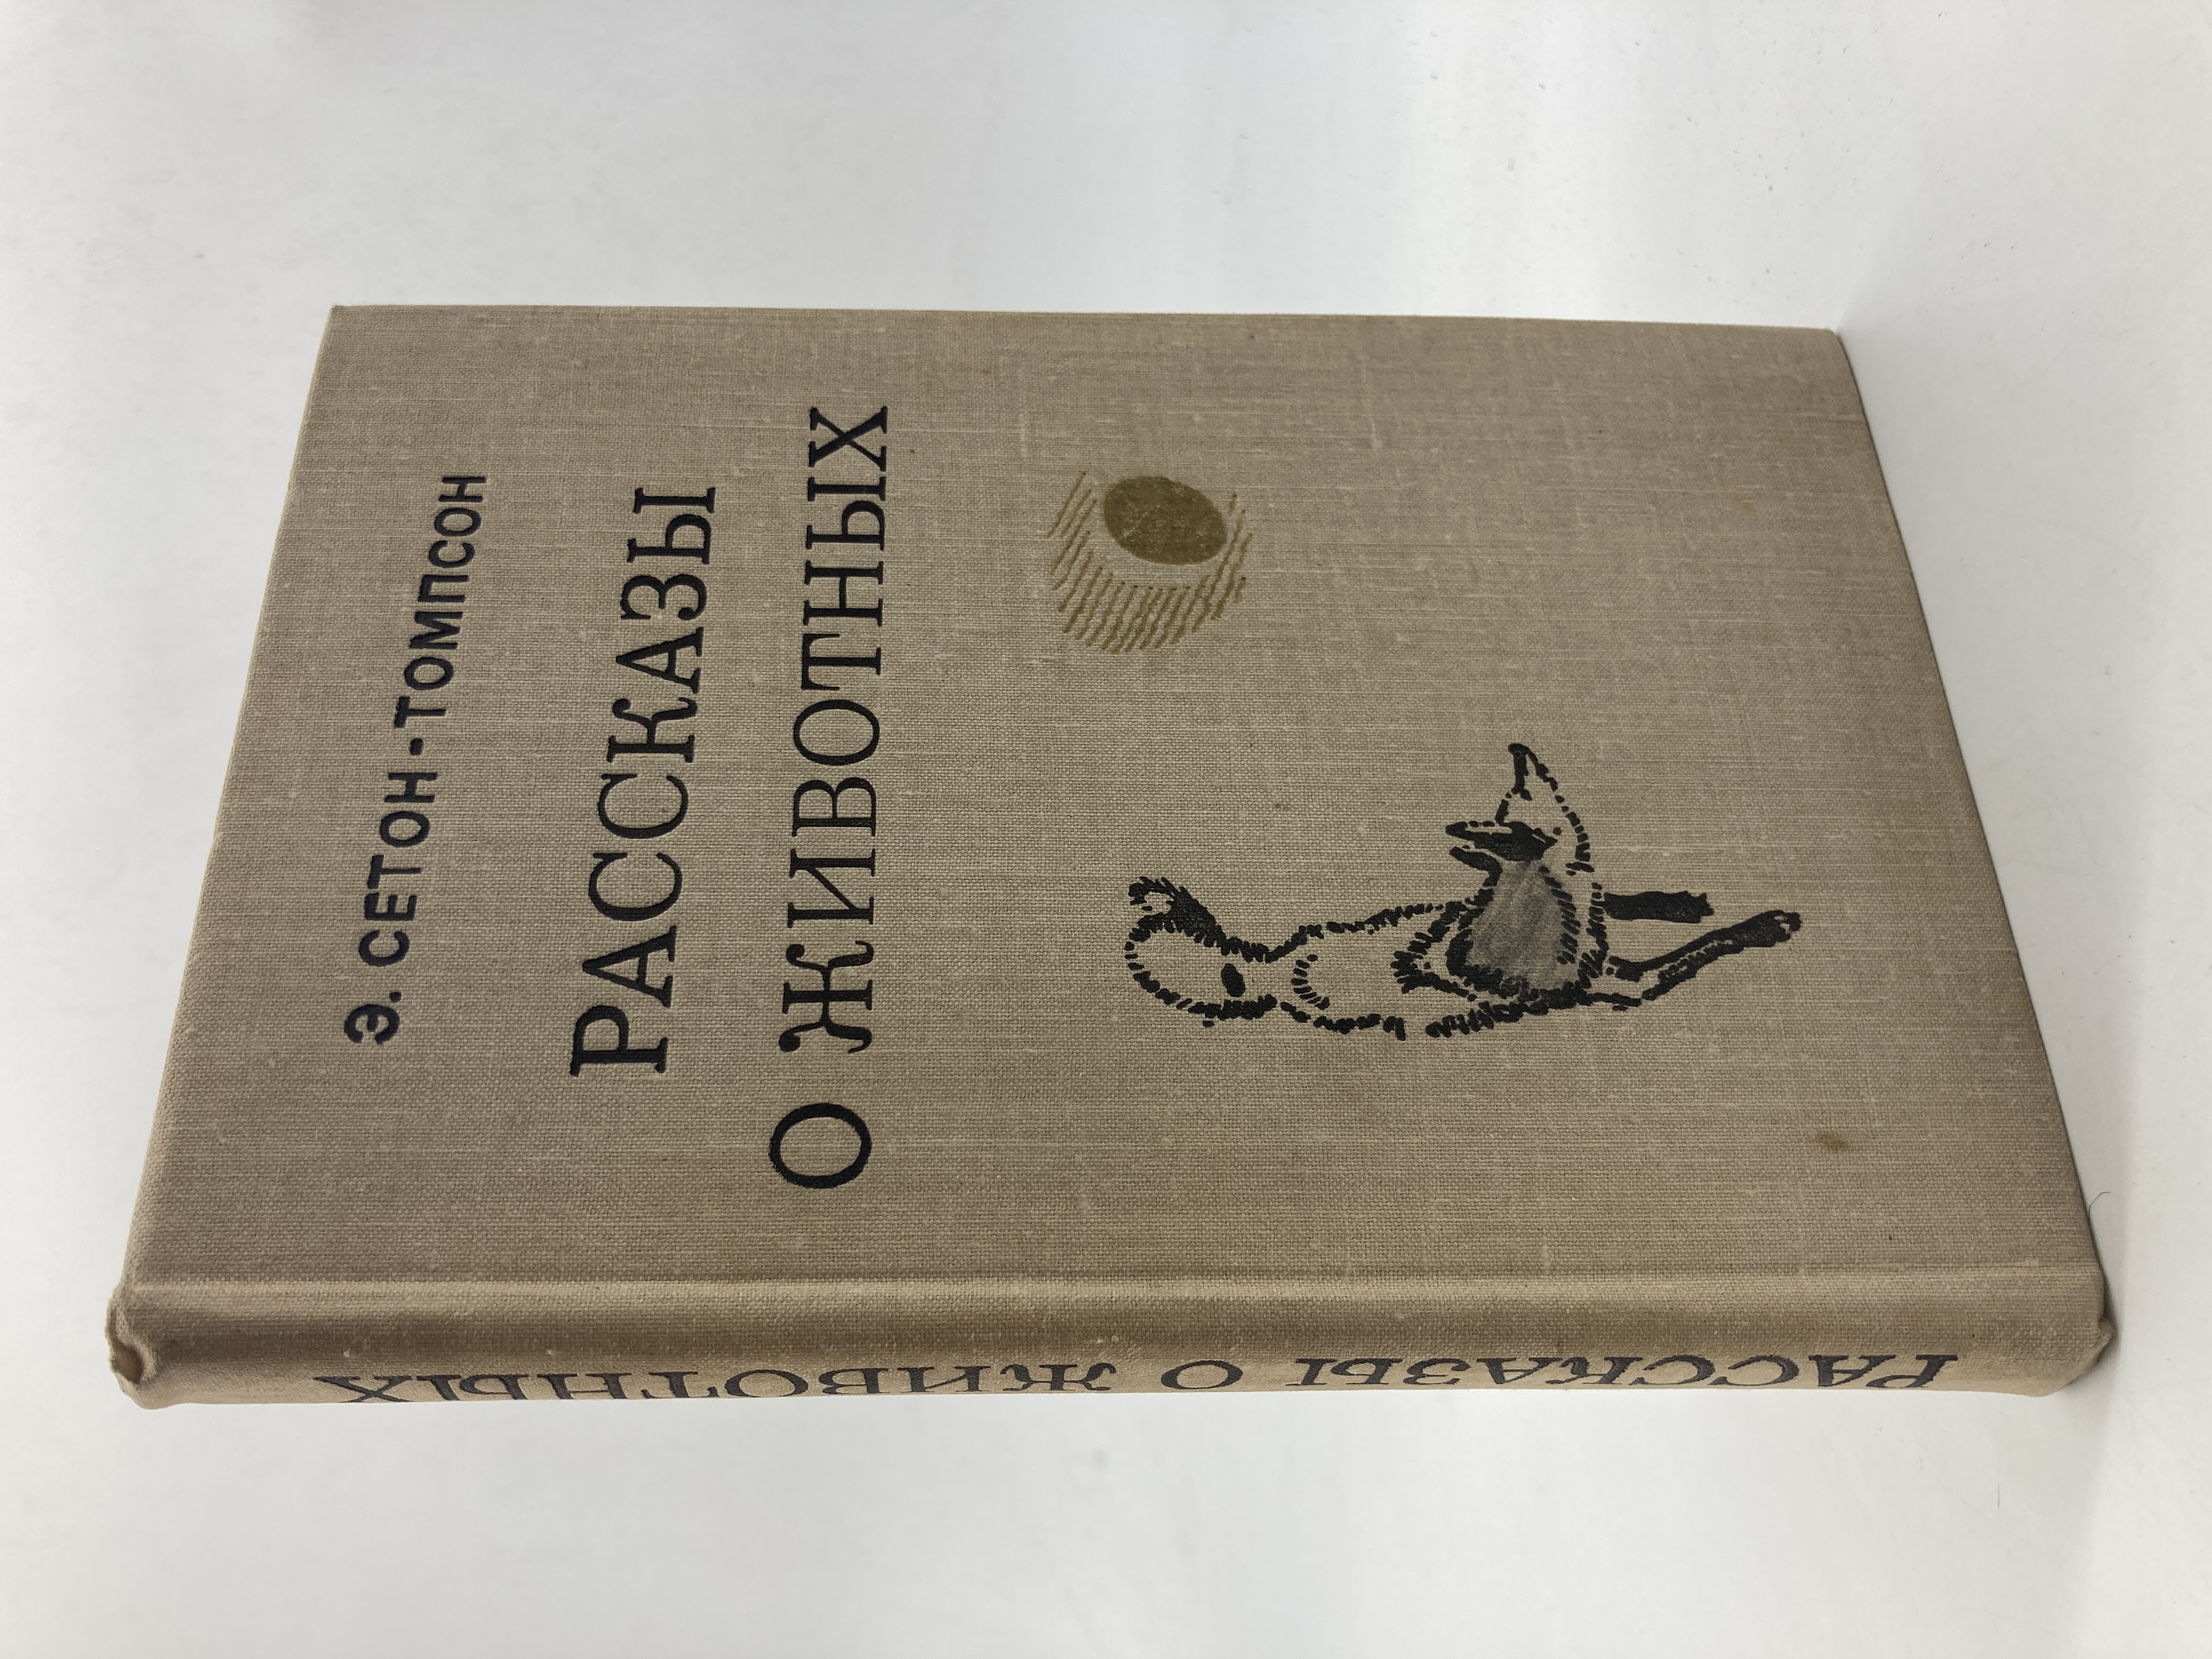 Э. СЕТОН-ТОМПСОН
РАССКАЗЫ
О ЖИВОТНЫХ
РАССКАЗЫ О ЖИВОТНЫХ